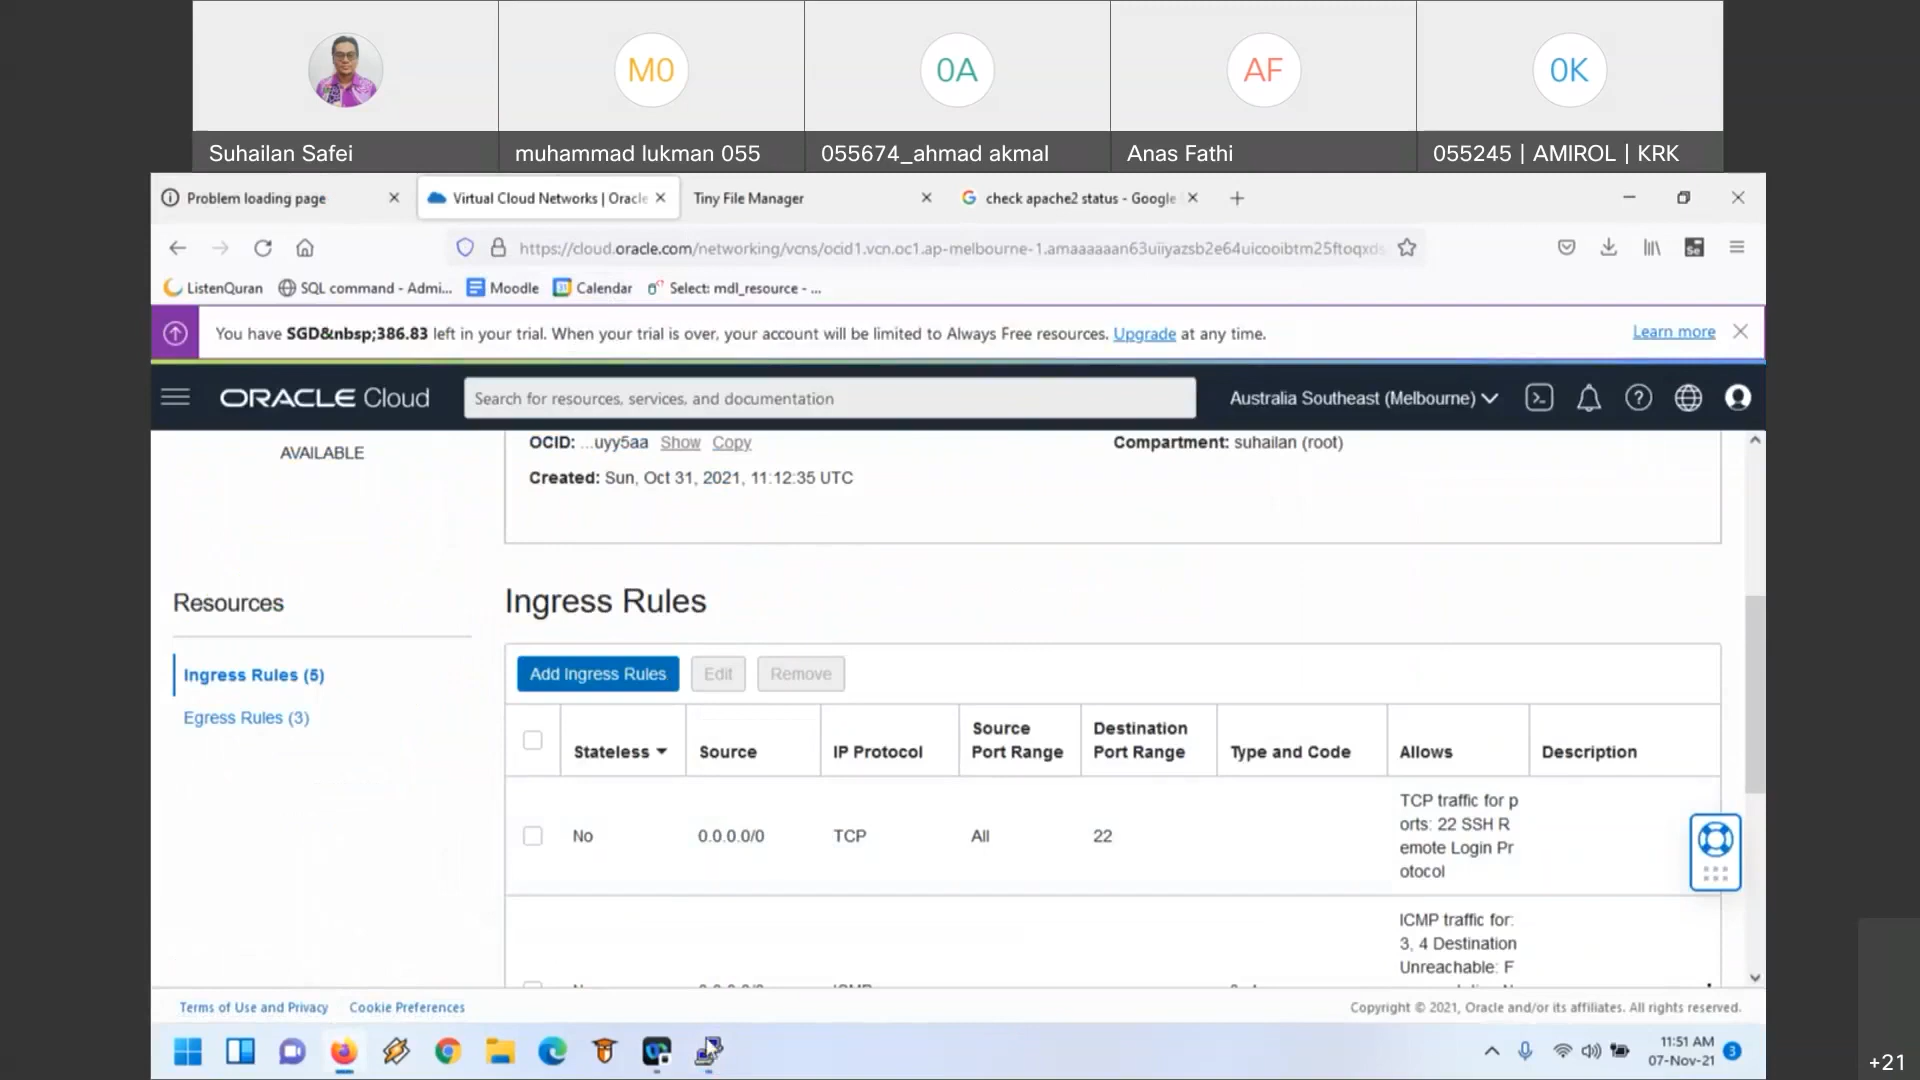 MO
0A
AF
0K
Suhailan Safei
muhammad lukman 055
055674_ahmad akmal
Anas Fathi
055245 | AMIROL | KRK
Problem loading page
Virtual Cloud Networks | Oracle
Tiny File Manager
check apache2 status - Google
https://cloud.oracle.com/networking/vcns/ocid1.vcn.oc1.ap-melbourne-1.amaaaaaan63uiiyazsb2e64uicooibtm25ftoqxds
ListenQuran
SQL command - Admi...
Moodle
Calendar
Select: mdl_resource - ...
You have SGD&nbsp;386.83 left in your trial. When your trial is over, your account will be limited to Always Free resources. Upgrade at any time.
Learn more
ORACLE Cloud
Search for resources, services, and documentation
Australia Southeast (Melbourne)
AVAILABLE
OCID: ...uyy5aa Show Copy
Compartment: suhailan (root)
Created: Sun, Oct 31, 2021, 11:12:35 UTC
Resources
Ingress Rules (5)
Egress Rules (3)
Ingress Rules
Add Ingress Rules
Edit
Remove
Stateless
Source
IP Protocol
Source
Port Range
Destination
Port Range
Type and Code
Allows
Description
No
0.0.0.0/0
TCP
All
22
TCP traffic for p
orts: 22 SSH R
emote Login Pr
otocol
ICMP traffic for:
3, 4 Destination
Unreachable: F
Terms of Use and Privacy
Cookie Preferences
Copyright © 2021, Oracle and/or its affiliates. All rights reserved.
11:51 AM
07-Nov-21
3
+21